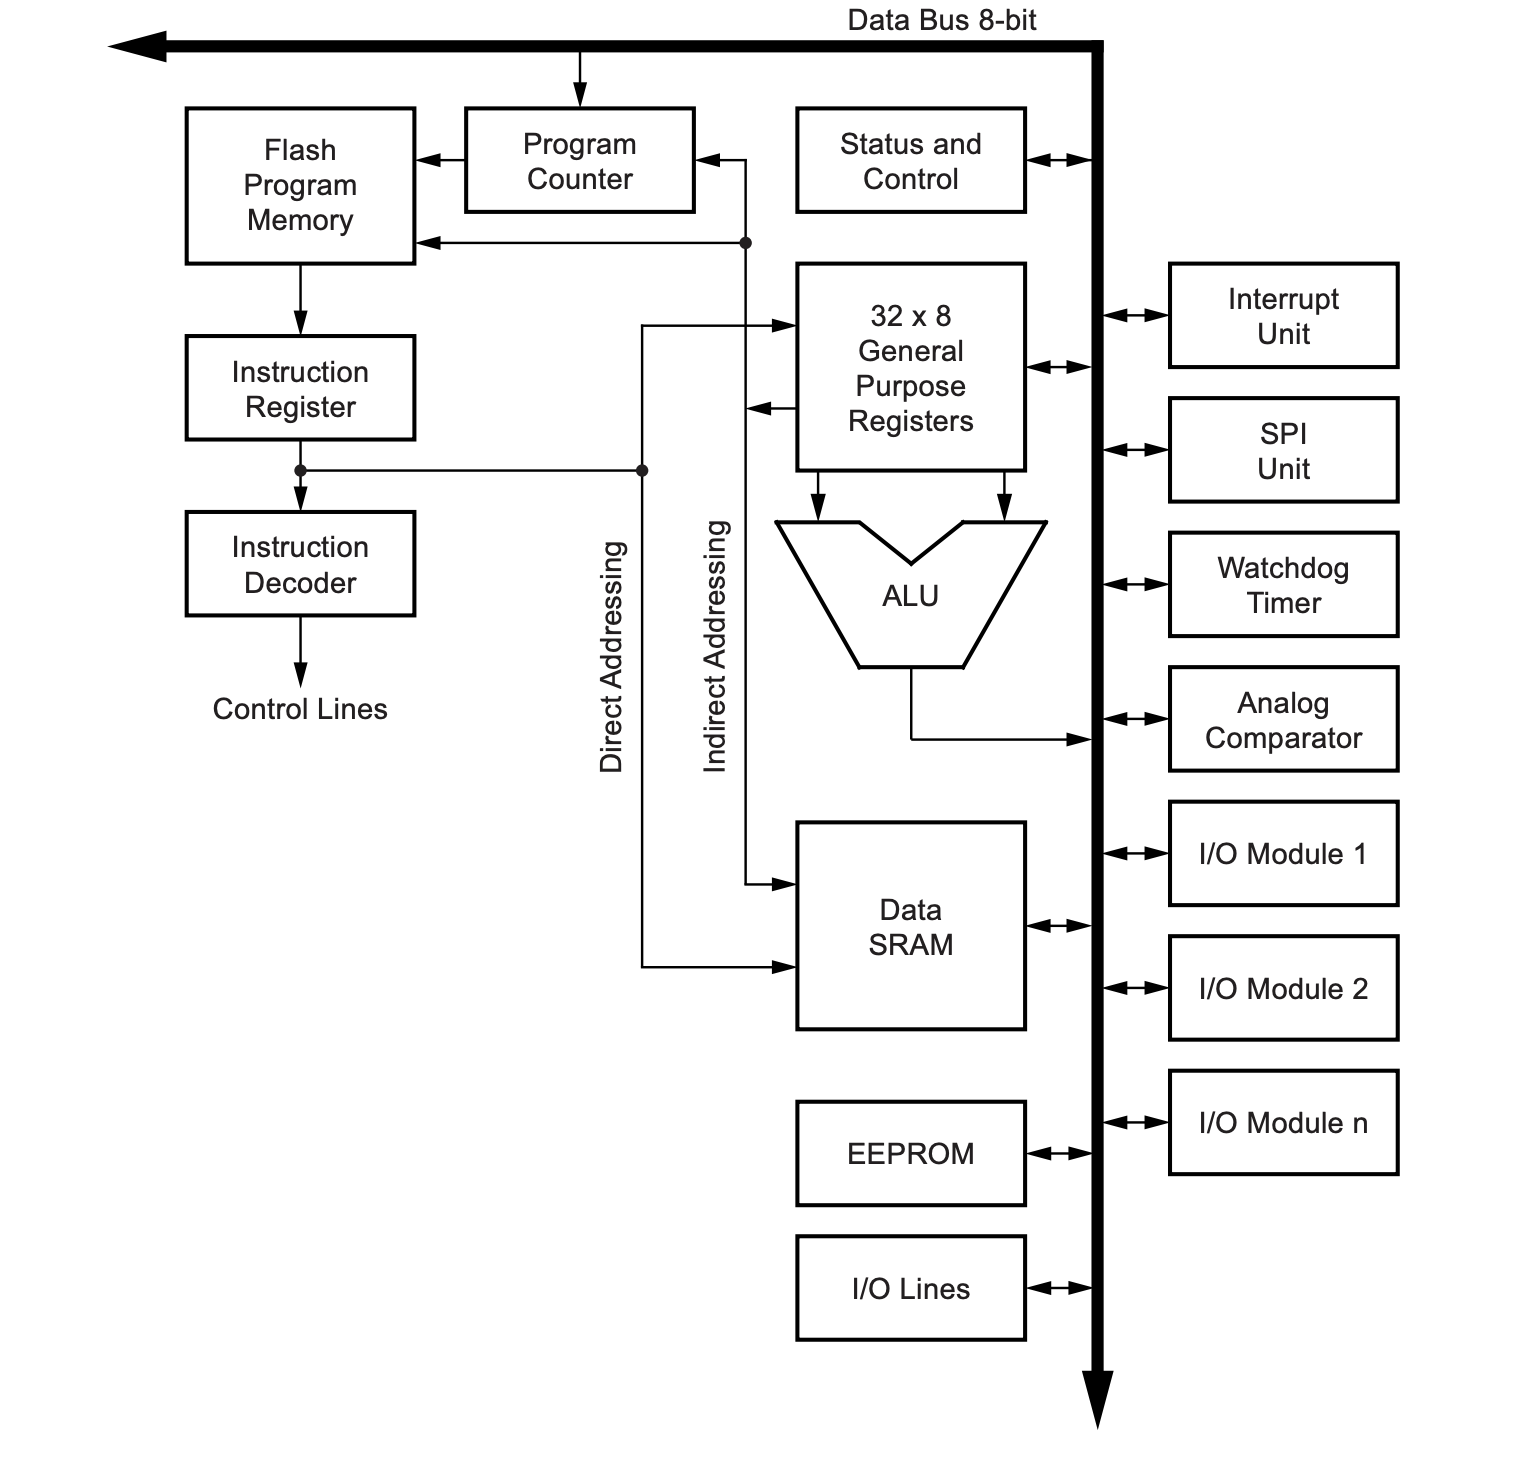 Data Bus 8-bit
Flash
Program
Memory
Program
Counter
Status and
Control
32 x 8
General
Purpose
Registers
Interrupt
Unit
Instruction
Register
SPI
Unit
Instruction
Decoder
Watchdog
Timer
ALU
Control Lines
Direct Addressing
Indirect Addressing
Analog
Comparator
I/O Module 1
Data
SRAM
I/O Module 2
I/O Module n
EEPROM
I/O Lines